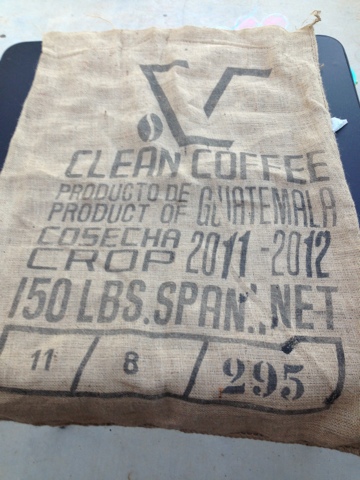 CLEAN COFFEE
PRODUCTO DE GUATEMALA
PRODUCT OF
COSECHA 2011-2012
CROP
150 LBS. SPAN., NET
11 / 8 / 295